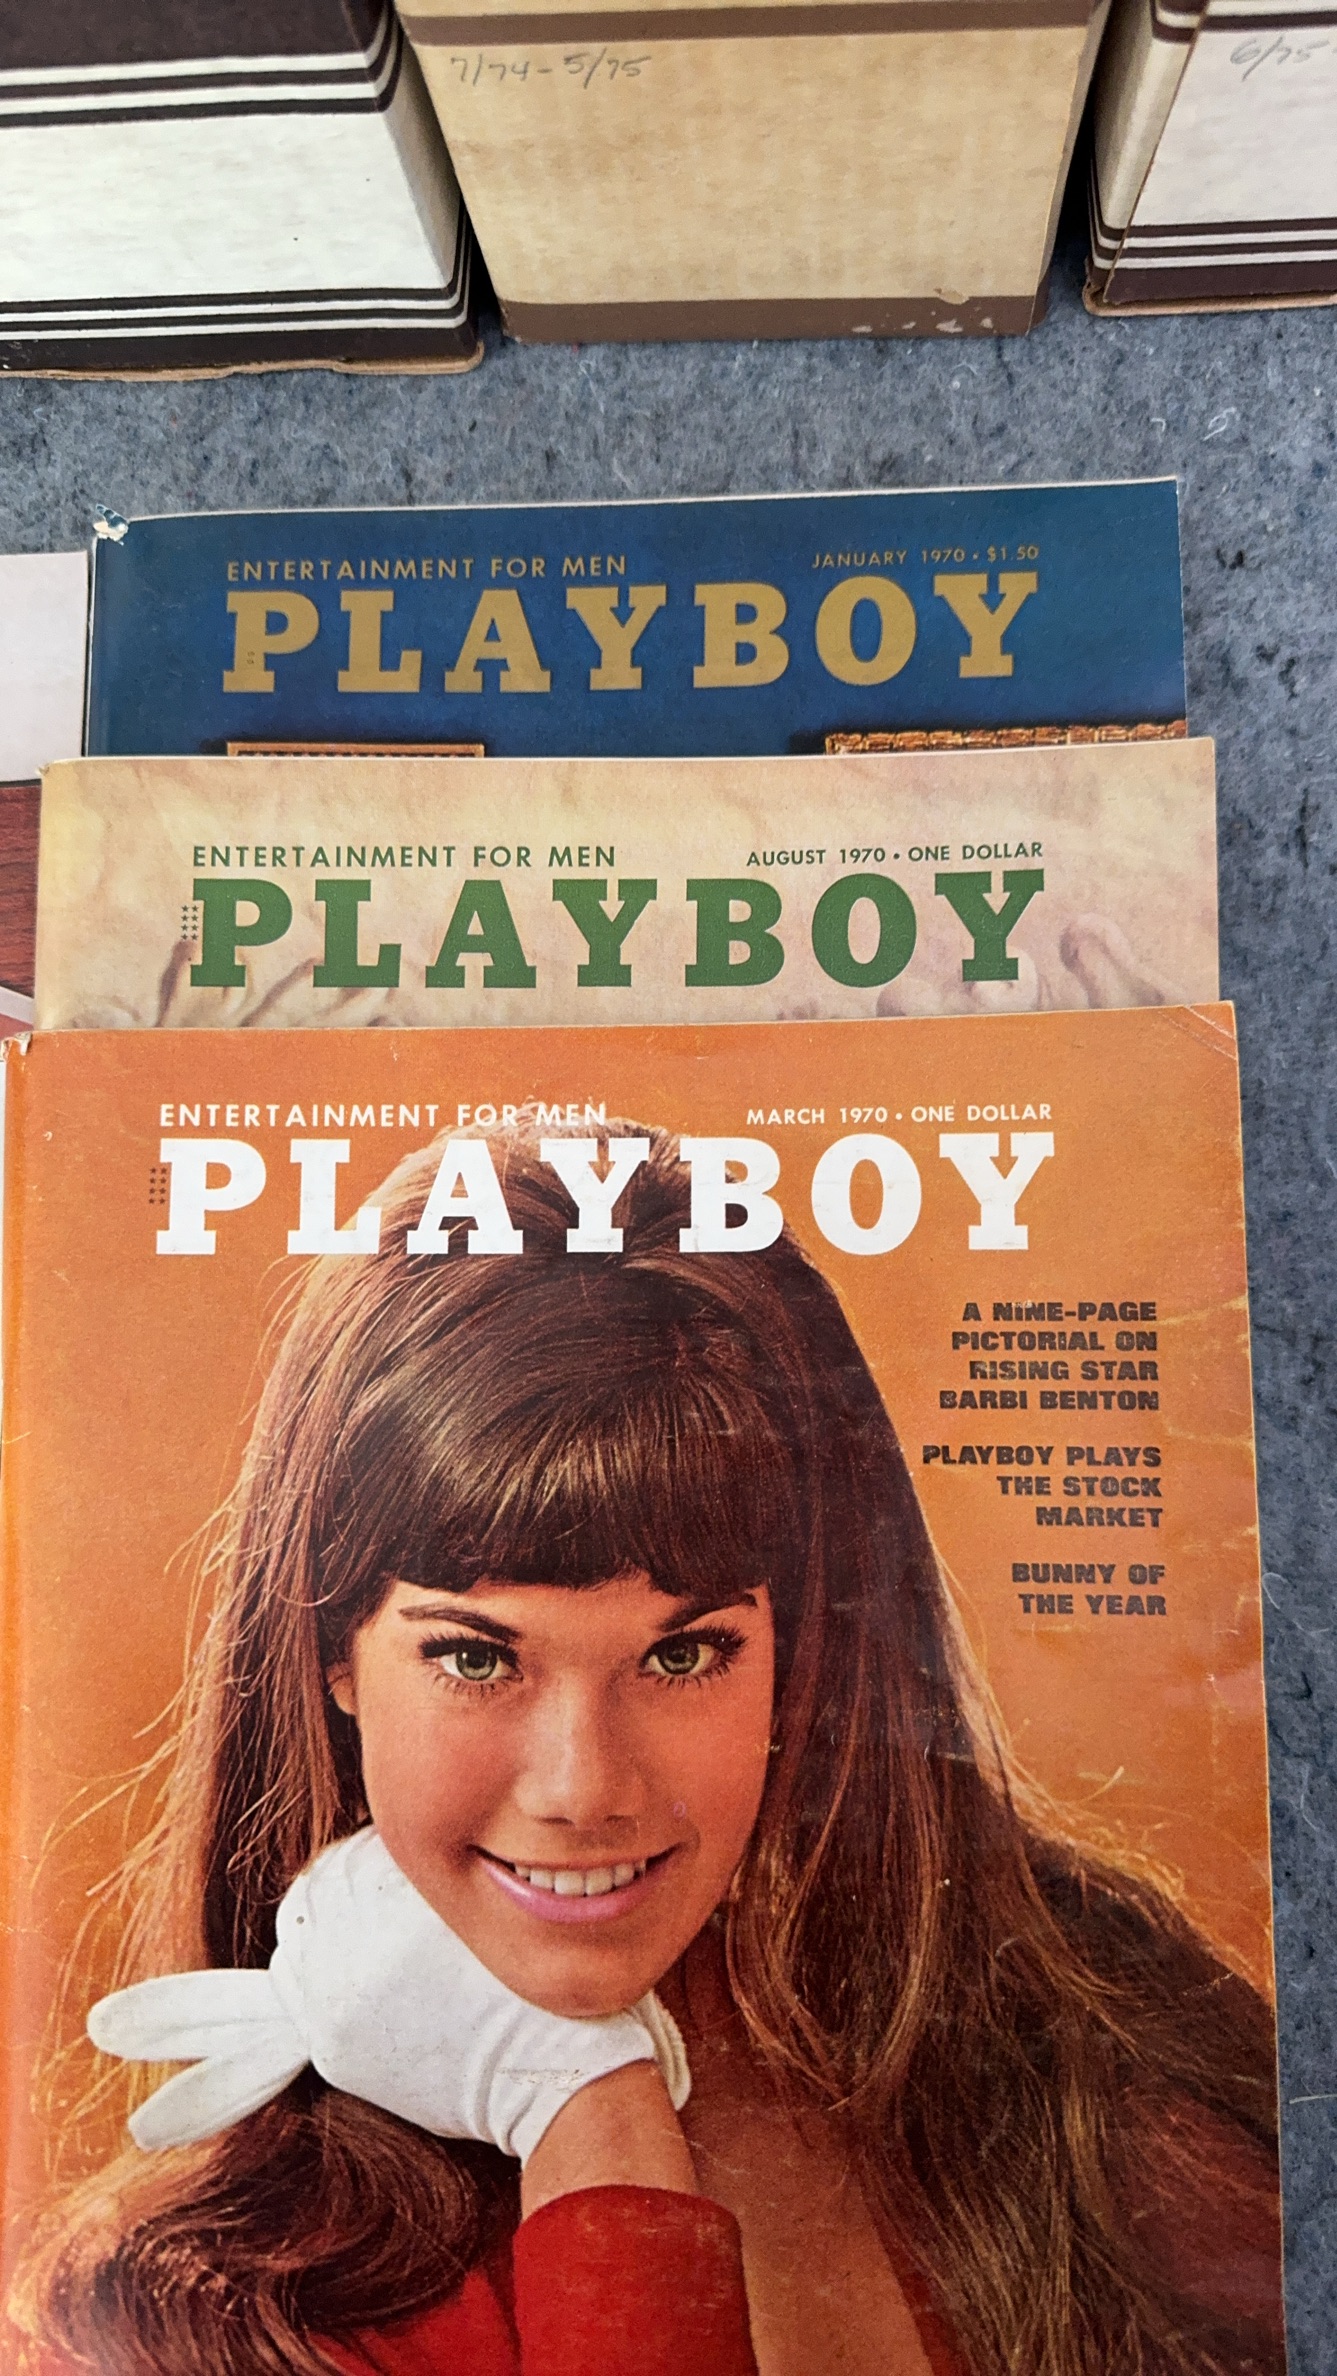 7/74 - 5/75
6/75
ENTERTAINMENT FOR MEN
JANUARY 1970 • $1.50
PLAYBOY
ENTERTAINMENT FOR MEN
AUGUST 1970 • ONE DOLLAR
PLAYBOY
ENTERTAINMENT FOR MEN
MARCH 1970 • ONE DOLLAR
PLAYBOY
A NINE-PAGE
PICTORIAL ON
RISING STAR
BARBI BENTON
PLAYBOY PLAYS
THE STOCK
MARKET
BUNNY OF
THE YEAR